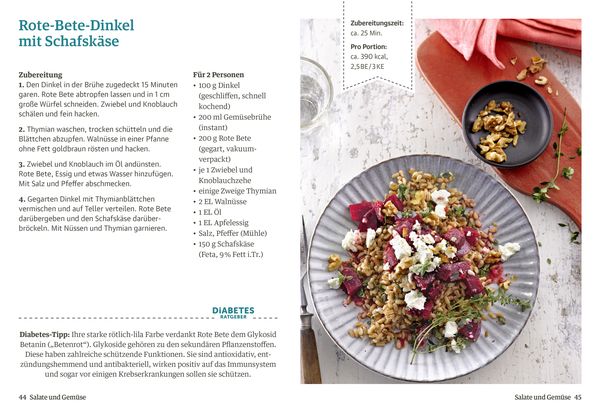 Rote-Bete-Dinkel
mit Schafskäse
Zubereitung
1. Den Dinkel in der Brühe zugedeckt 15 Minuten
garen. Rote Bete abtropfen lassen und in 1 cm
große Würfel schneiden. Zwiebel und Knoblauch
schälen und fein hacken.
2. Thymian waschen, trocken schütteln und die
Blättchen abzupfen. Walnüsse in einer Pfanne
ohne Fett goldbraun rösten und hacken.
3. Zwiebel und Knoblauch im Öl andünsten.
Rote Bete, Essig und etwas Wasser hinzufügen.
Mit Salz und Pfeffer abschmecken.
4. Gegarten Dinkel mit Thymianblättchen
vermischen und auf Teller verteilen. Rote Bete
darübergeben und den Schafskäse darüber-
bröckeln. Mit Nüssen und Thymian garnieren.
Für 2 Personen
• 100 g Dinkel
(geschliffen, schnell
kochend)
• 200 ml Gemüsebrühe
(instant)
• 200 g Rote Bete
(gegart, vakuum-
verpackt)
• je 1 Zwiebel und
Knoblauchzehe
• einige Zweige Thymian
• 2 EL Walnüsse
• 1 EL Öl
• 1 EL Apfelessig
• Salz, Pfeffer (Mühle)
• 150 g Schafskäse
(Feta, 9 % Fett i.Tr.)
DIABETES
RATGEBER
Diabetes-Tipp: Ihre starke rötlich-lila Farbe verdankt Rote Bete dem Glykosid
Betanin („Betenrot“). Glykoside gehören zu den sekundären Pflanzenstoffen.
Diese haben zahlreiche schützende Funktionen. Sie sind antioxidativ, ent-
zündungshemmend und antibakteriell, wirken positiv auf das Immunsystem
und sogar vor einigen Krebserkrankungen sollen sie schützen.
44 Salate und Gemüse
Zubereitungszeit:
ca. 25 Min.
Pro Portion:
ca. 390 kcal,
2,5 BE / 3 KE
Salate und Gemüse 45